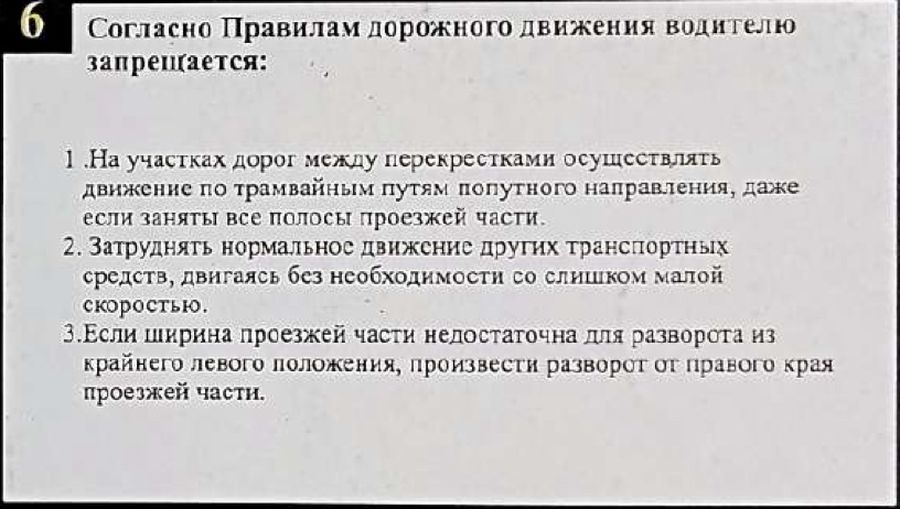 6
Согласно Правилам дорожного движения водителю
запрещается:
1 .На участках дорог между перекрестками осуществлять
движение по трамвайным путям попутного направления, даже
если заняты все полосы проезжей части.
2. Затруднять нормальное движение других транспортных
средств, двигаясь без необходимости со слишком малой
скоростью.
3.Если ширина проезжей части недостаточна для разворота из
крайнего левого положения, произвести разворот от правого края
проезжей части.